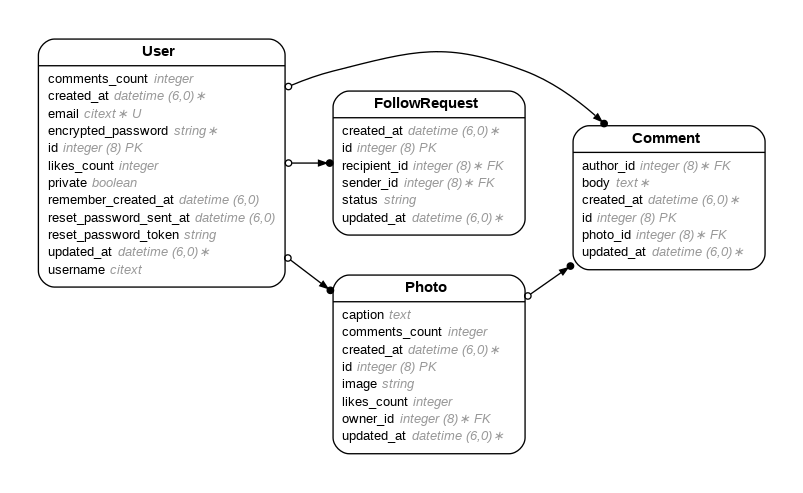 User
comments_count integer
created_at datetime (6,0)∗
email citext∗ U
encrypted_password string∗
id integer (8) PK
likes_count integer
private boolean
remember_created_at datetime (6,0)
reset_password_sent_at datetime (6,0)
reset_password_token string
updated_at datetime (6,0)∗
username citext
FollowRequest
created_at datetime (6,0)∗
id integer (8) PK
recipient_id integer (8)∗ FK
sender_id integer (8)∗ FK
status string
updated_at datetime (6,0)∗
Photo
caption text
comments_count integer
created_at datetime (6,0)∗
id integer (8) PK
image string
likes_count integer
owner_id integer (8)∗ FK
updated_at datetime (6,0)∗
Comment
author_id integer (8)∗ FK
body text∗
created_at datetime (6,0)∗
id integer (8) PK
photo_id integer (8)∗ FK
updated_at datetime (6,0)∗